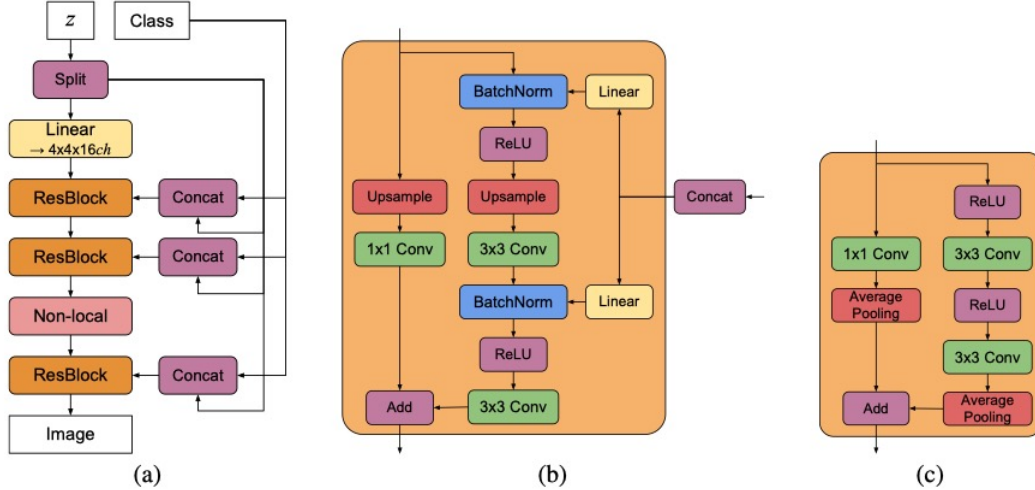 z
Class
Split
Linear
→ 4x4x16ch
ResBlock
Concat
ResBlock
Concat
Non-local
ResBlock
Concat
Image
(a)
BatchNorm
Linear
ReLU
Upsample
Upsample
Concat
1x1 Conv
3x3 Conv
BatchNorm
Linear
ReLU
Add
3x3 Conv
(b)
ReLU
1x1 Conv
3x3 Conv
Average
Pooling
ReLU
3x3 Conv
Add
Average
Pooling
(c)